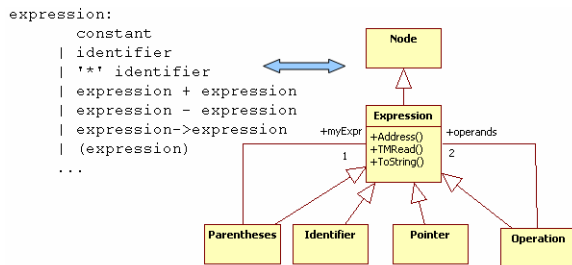 expression:
constant
| identifier
| '*' identifier
| expression + expression
| expression - expression
| expression->expression
| (expression)
...
Node
Expression
+Address()
+TMRead()
+ToString()
+myExpr
1
+operands
2
Parentheses
Identifier
Pointer
Operation